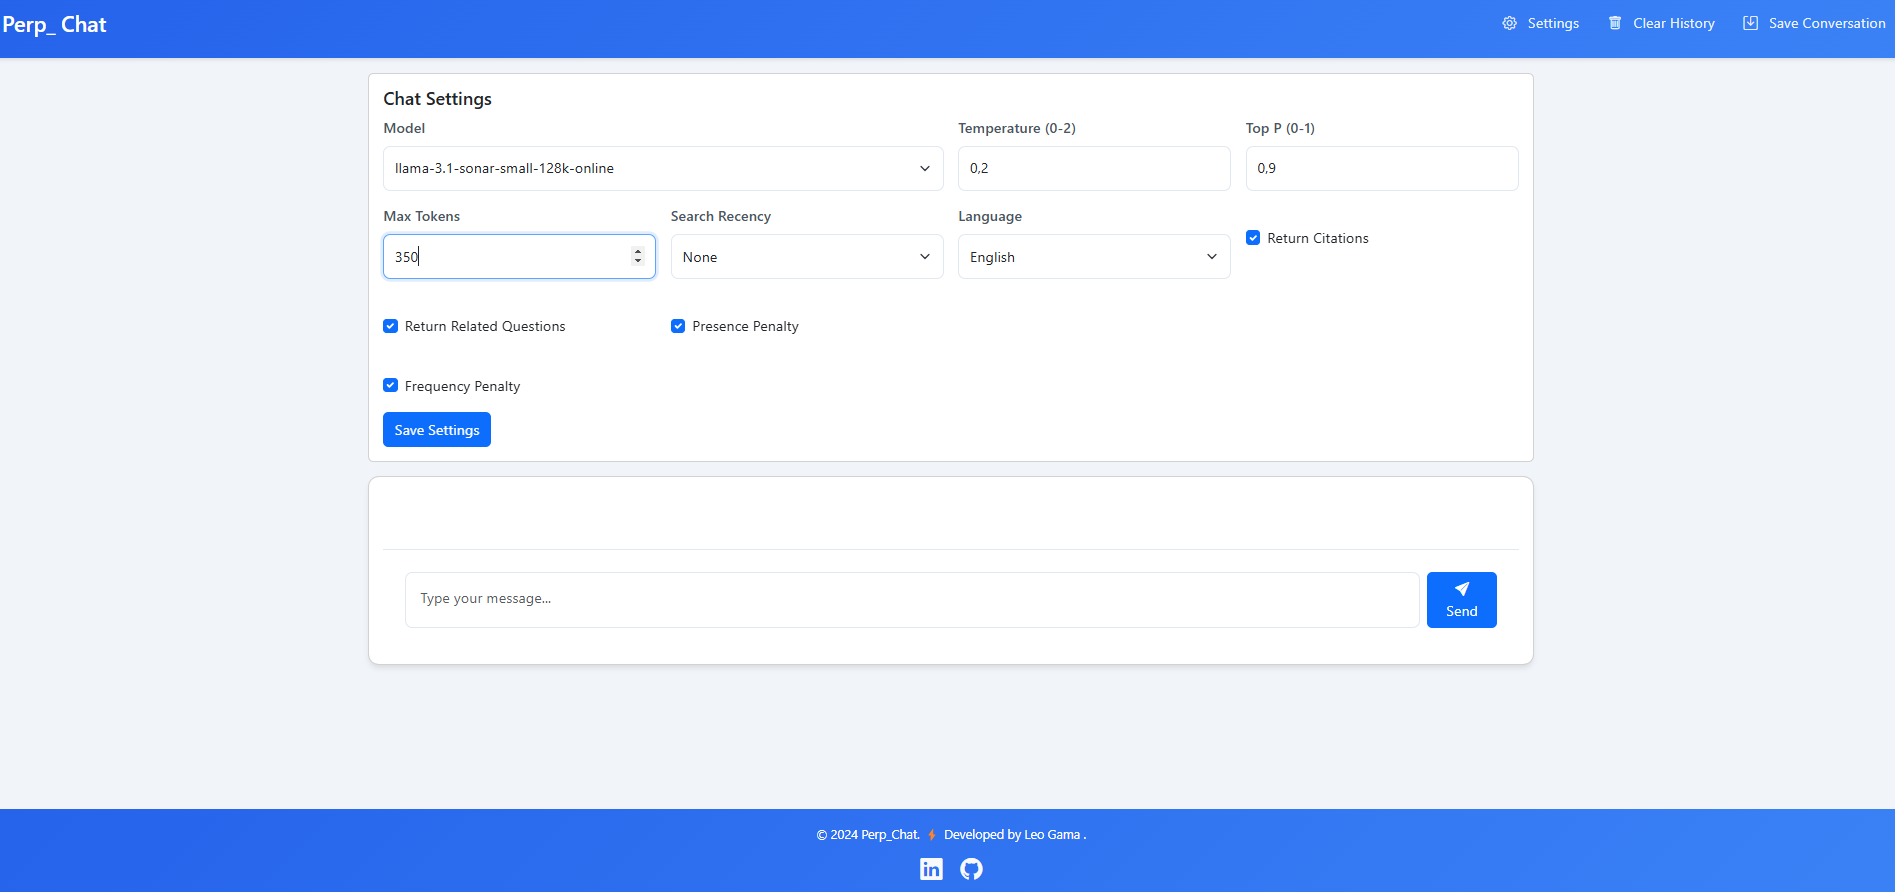 Perp_ Chat
Settings
Clear History
Save Conversation
Chat Settings
Model
Temperature (0-2)
Top P (0-1)
llama-3.1-sonar-small-128k-online
0,2
0,9
Max Tokens
Search Recency
Language
350
None
English
Return Citations
Return Related Questions
Presence Penalty
Frequency Penalty
Save Settings
Type your message...
Send
© 2024 Perp_Chat. Developed by Leo Gama .
in